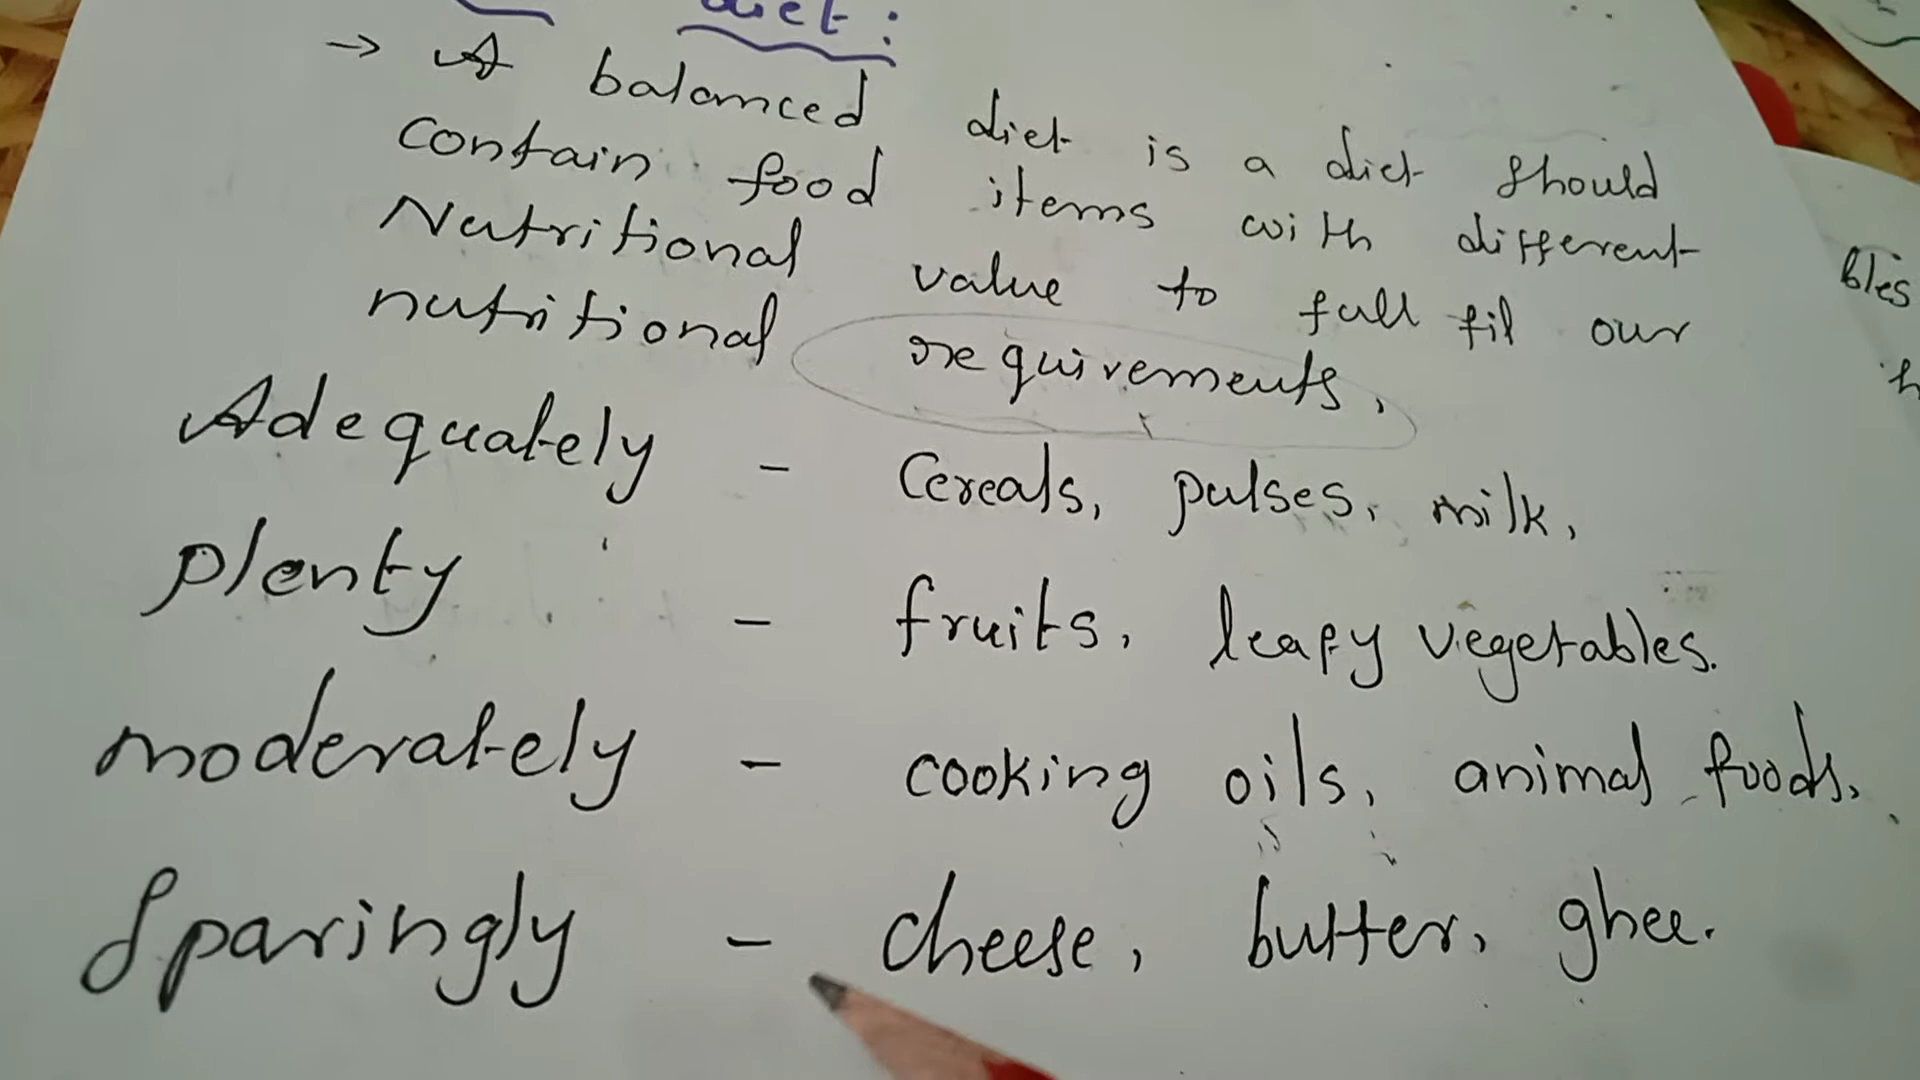 diet:
→ A balanced diet is a diet should
contain food items with different
Nutritional value to full fil our
nutritional requirements.
Adequately - Cereals, pulses, milk,
plenty - fruits, leafy vegetables.
moderately - cooking oils, animal foods.
Sparingly - cheese, butter, ghee.
bles